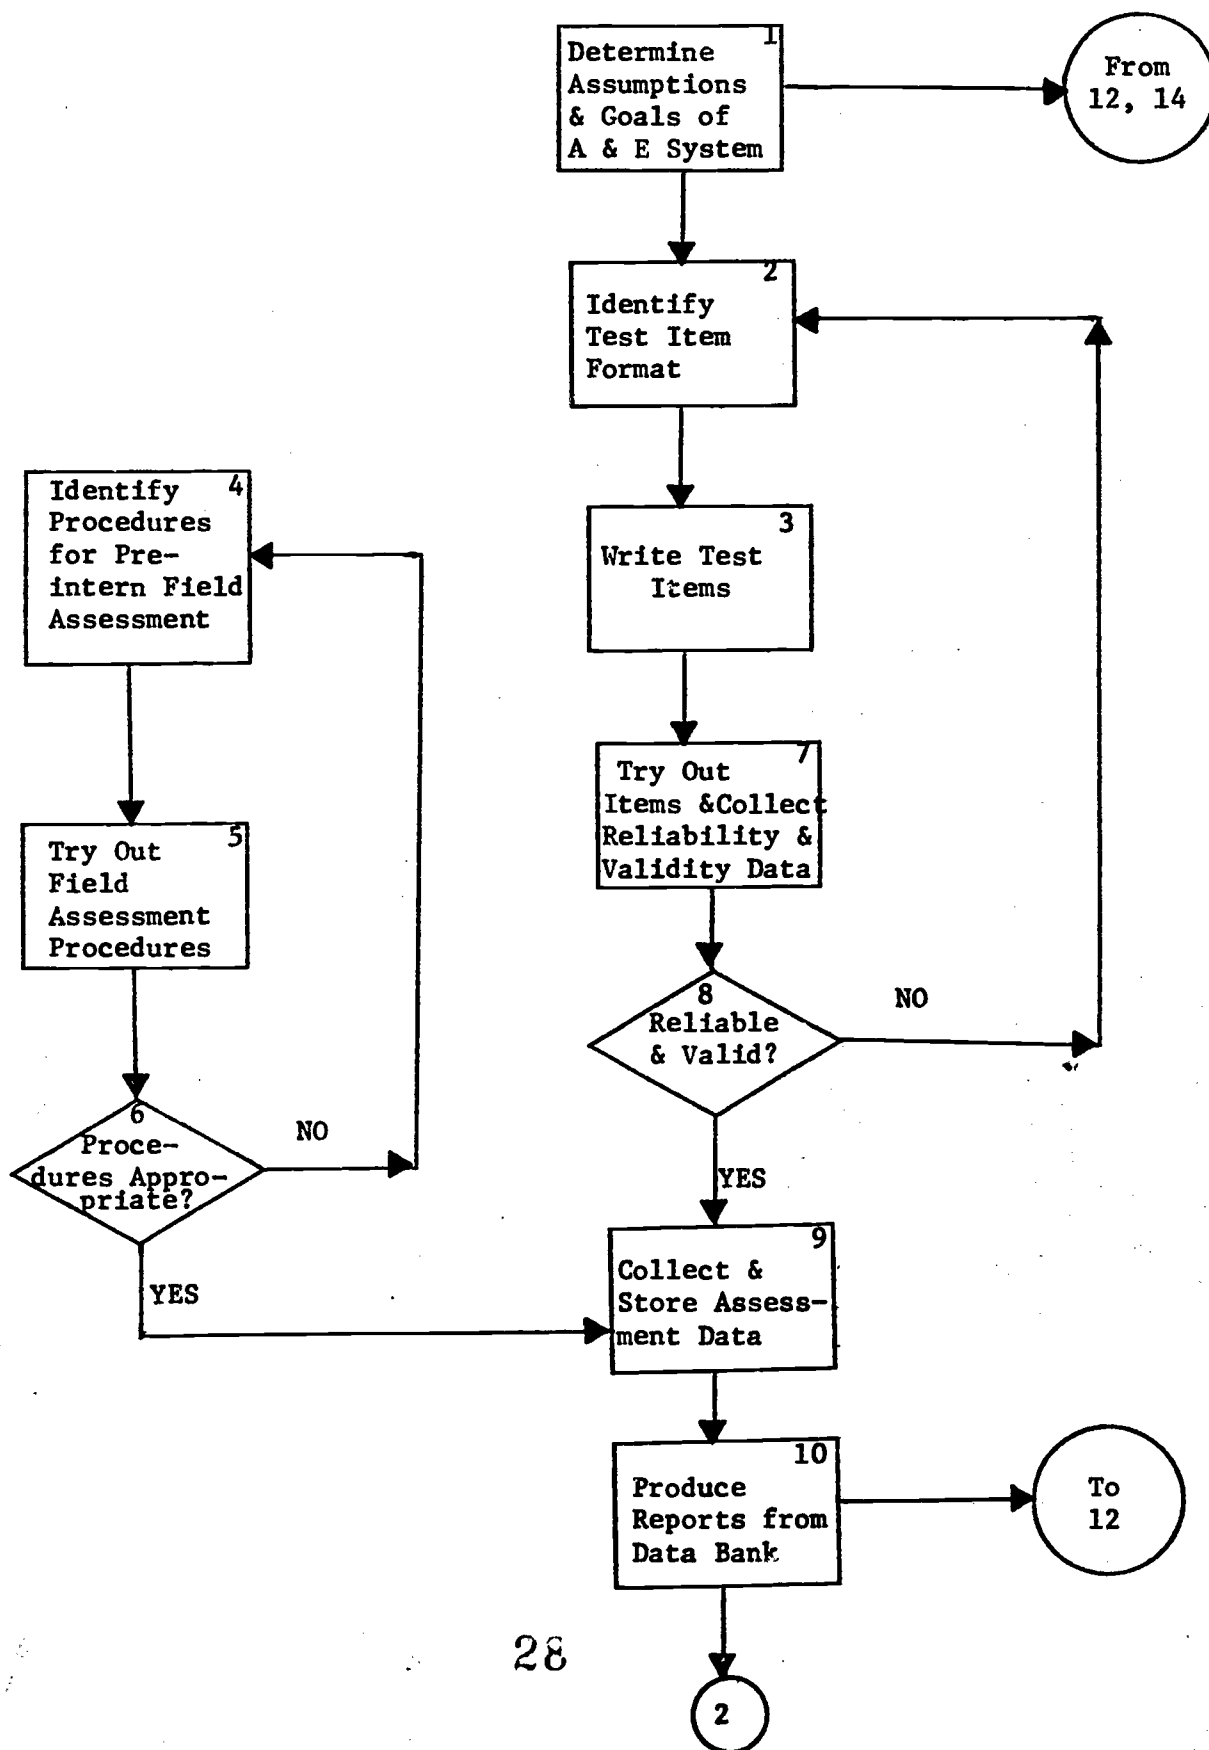 1
Determine
Assumptions
& Goals of
A & E System
From
12, 14
2
Identify
Test Item
Format
3
Write Test
Items
4
Identify
Procedures
for Pre-
intern Field
Assessment
5
Try Out
Field
Assessment
Procedures
6
Proce-
dures Appro-
priate?
NO
YES
7
Try Out
Items &Collect
Reliability &
Validity Data
8
Reliable
& Valid?
NO
YES
9
Collect &
Store Assess-
ment Data
10
Produce
Reports from
Data Bank
To
12
28
2